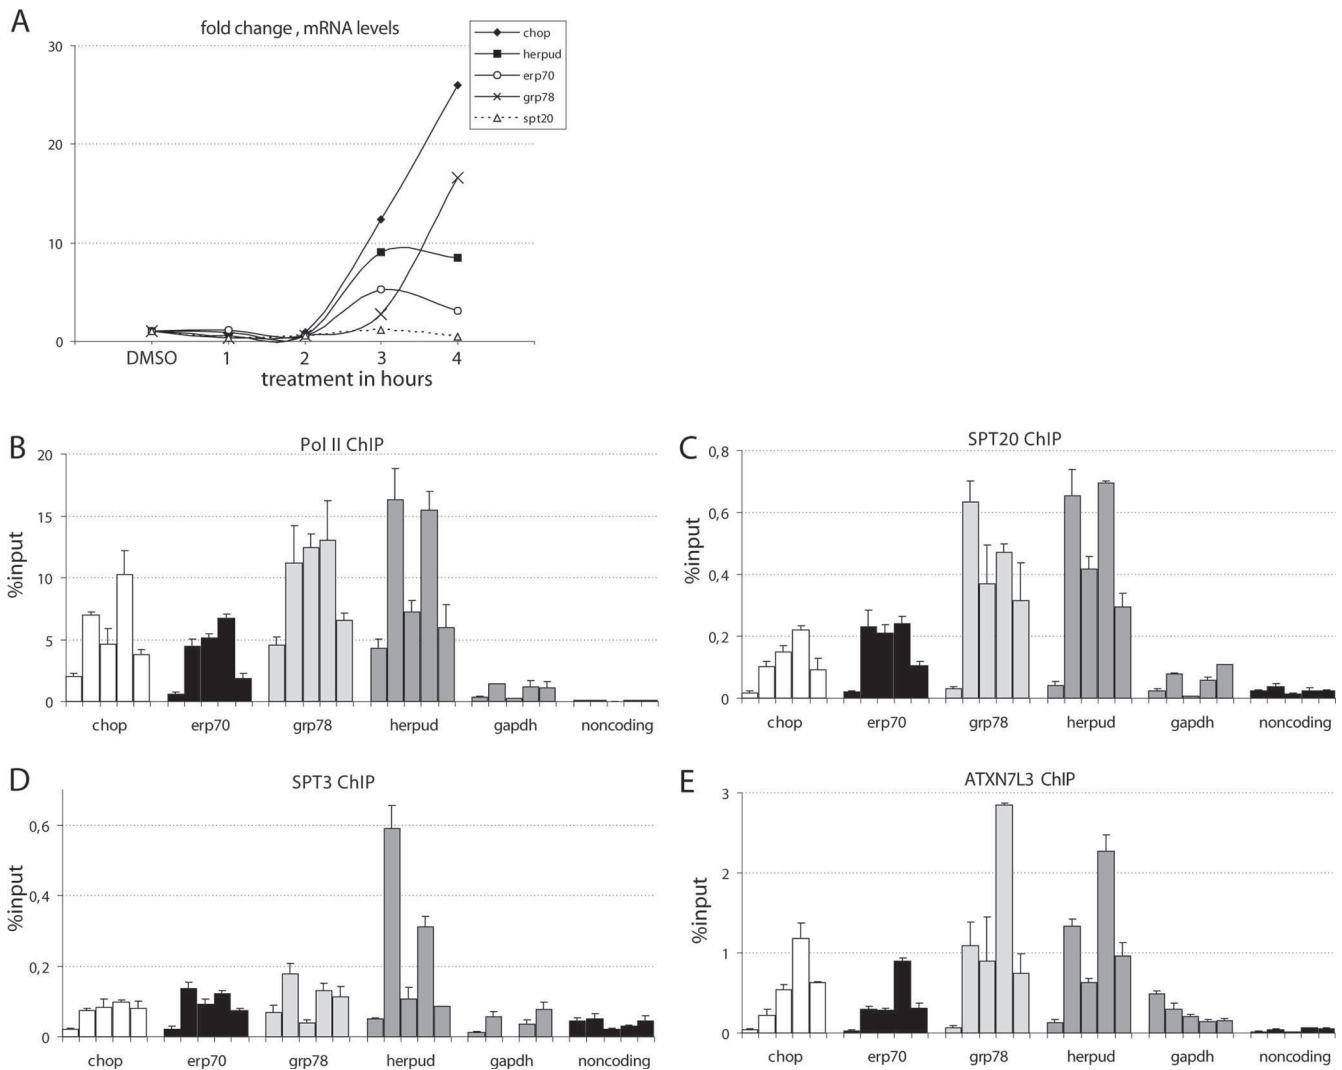 A
fold change , mRNA levels
30
20
10
0
DMSO 1 2 3 4
treatment in hours
chop
herpud
erp70
grp78
spt20
B
Pol II ChIP
%input
20
15
10
5
0
chop erp70 grp78 herpud gapdh noncoding
C
SPT20 ChIP
%input
0,8
0,6
0,4
0,2
0
chop erp70 grp78 herpud gapdh noncoding
D
SPT3 ChIP
%input
0,6
0,4
0,2
0
chop erp70 grp78 herpud gapdh noncoding
E
ATXN7L3 ChIP
%input
3
2
1
0
chop erp70 grp78 herpud gapdh noncoding